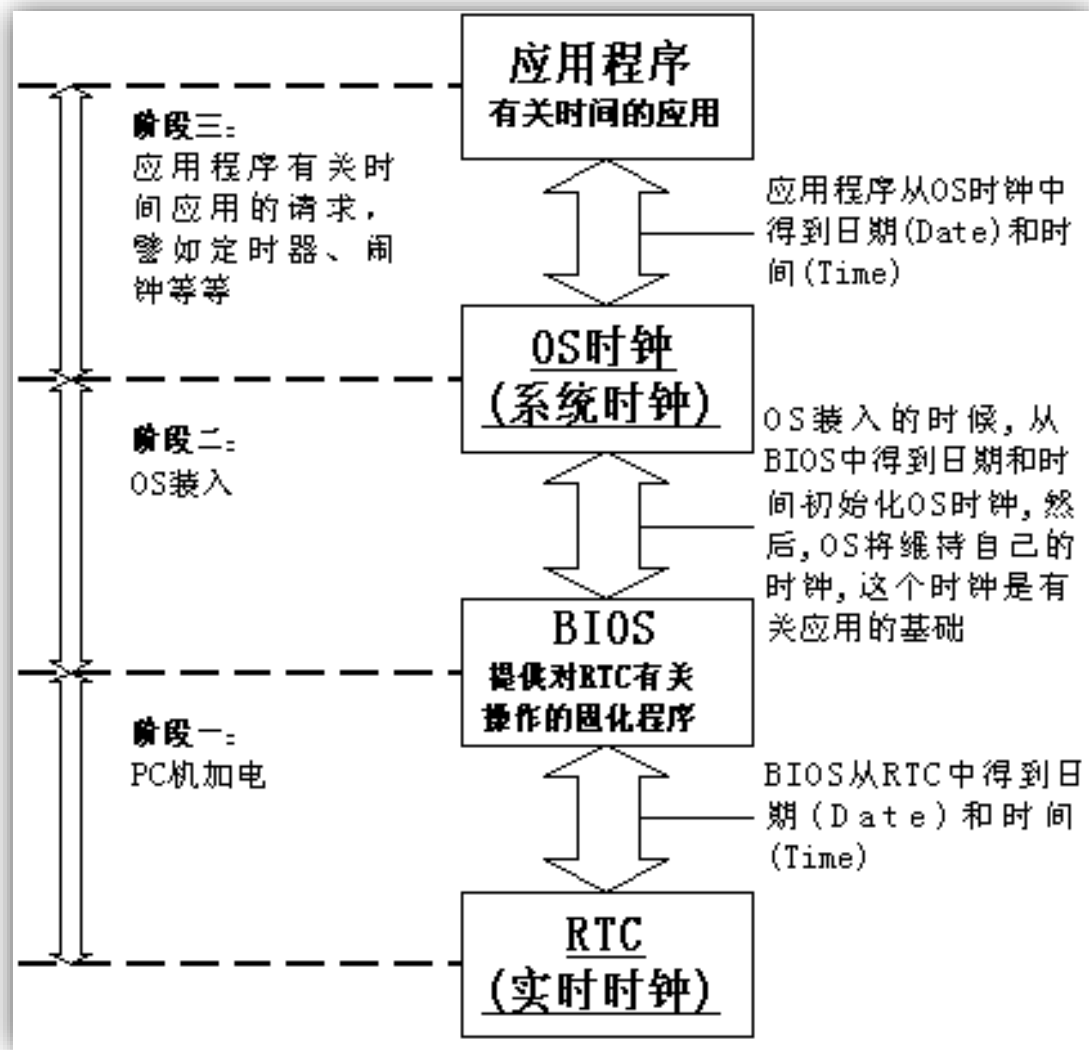 应用程序
有关时间的应用
阶段三:
应用程序有关时
间应用的请求,
譬如定时器、闹
钟等等
应用程序从OS时钟中
得到日期(Date)和时
间(Time)
OS时钟
(系统时钟)
阶段二:
OS装入
OS装入的时候,从
BIOS中得到日期和时
间初始化OS时钟,然
后,OS将维持自己的
时钟,这个时钟是有
关应用的基础
BIOS
提供对RTC有关
操作的固化程序
阶段一:
PC机加电
BIOS从RTC中得到日
期(Date)和时间
(Time)
RTC
(实时时钟)